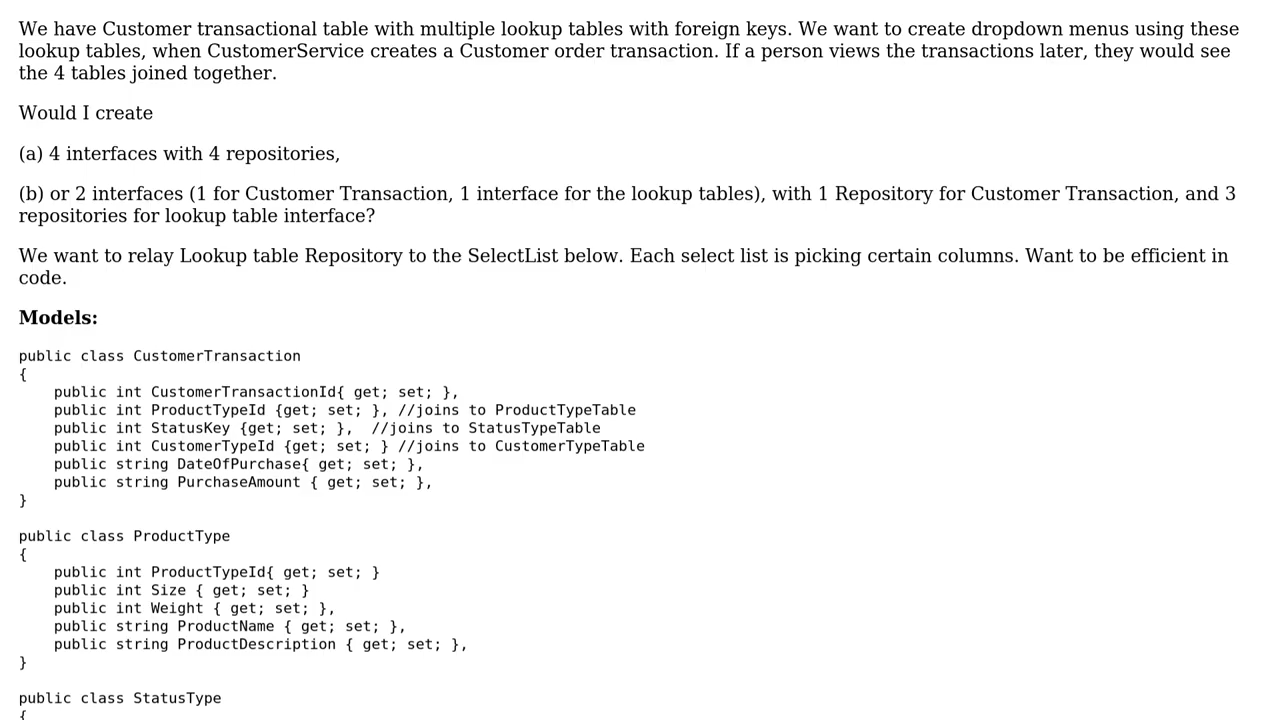 We have Customer transactional table with multiple lookup tables with foreign keys. We want to create dropdown menus using these
lookup tables, when CustomerService creates a Customer order transaction. If a person views the transactions later, they would see
the 4 tables joined together.
Would I create
(a) 4 interfaces with 4 repositories,
(b) or 2 interfaces (1 for Customer Transaction, 1 interface for the lookup tables), with 1 Repository for Customer Transaction, and 3
repositories for lookup table interface?
We want to relay Lookup table Repository to the SelectList below. Each select list is picking certain columns. Want to be efficient in
code.
Models:
public class CustomerTransaction
{
    public int CustomerTransactionId{ get; set; },
    public int ProductTypeId {get; set; }, //joins to ProductTypeTable
    public int StatusKey {get; set; },  //joins to StatusTypeTable
    public int CustomerTypeId {get; set; } //joins to CustomerTypeTable
    public string DateOfPurchase{ get; set; },
    public string PurchaseAmount { get; set; },
}
public class ProductType
{
    public int ProductTypeId{ get; set; }
    public int Size { get; set; }
    public int Weight { get; set; },
    public string ProductName { get; set; },
    public string ProductDescription { get; set; },
}
public class StatusType
{